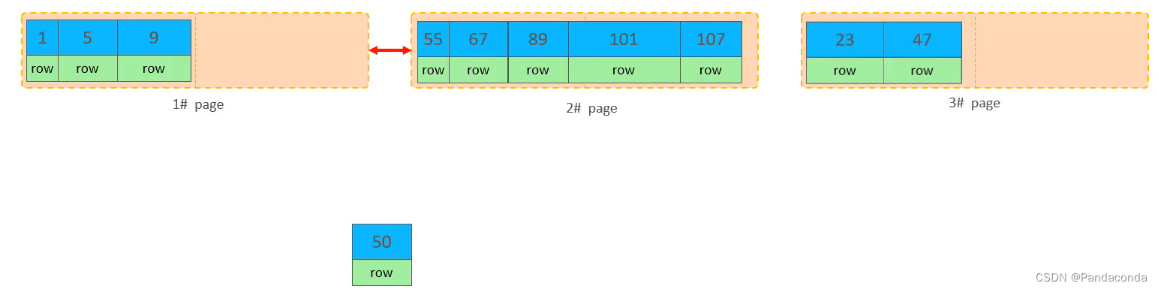 1 5 9
row row row
1# page
55 67 89 101 107
row row row row row
2# page
23 47
row row
3# page
50
row
CSDN @Pandaconda